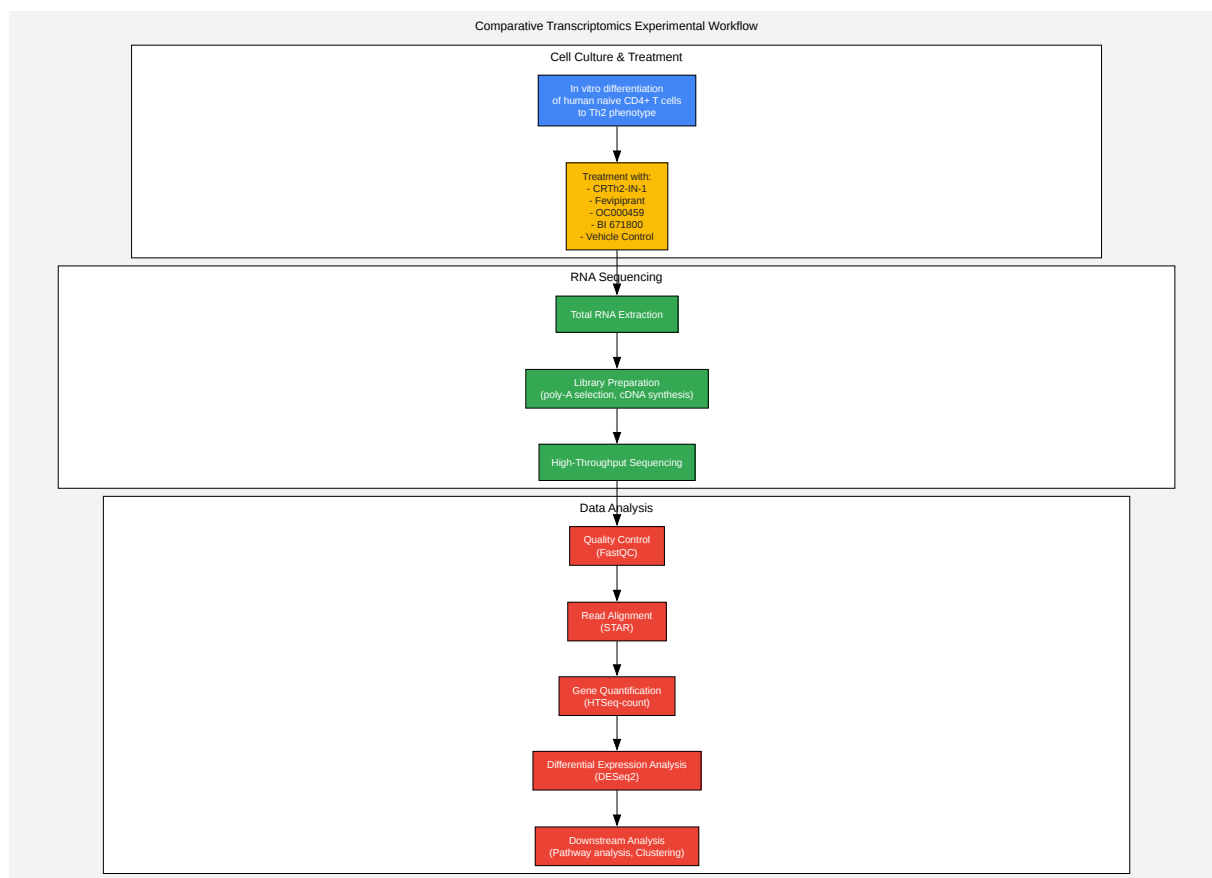 Comparative Transcriptomics Experimental Workflow
Cell Culture & Treatment
In vitro differentiation
of human naive CD4+ T cells
to Th2 phenotype
Treatment with:
- CRTh2-IN-1
- Fevipiprant
- OC000459
- BI 671800
- Vehicle Control
RNA Sequencing
Total RNA Extraction
Library Preparation
(poly-A selection, cDNA synthesis)
High-Throughput Sequencing
Data Analysis
Quality Control
(FastQC)
Read Alignment
(STAR)
Gene Quantification
(HTSeq-count)
Differential Expression Analysis
(DESeq2)
Downstream Analysis
(Pathway analysis, Clustering)